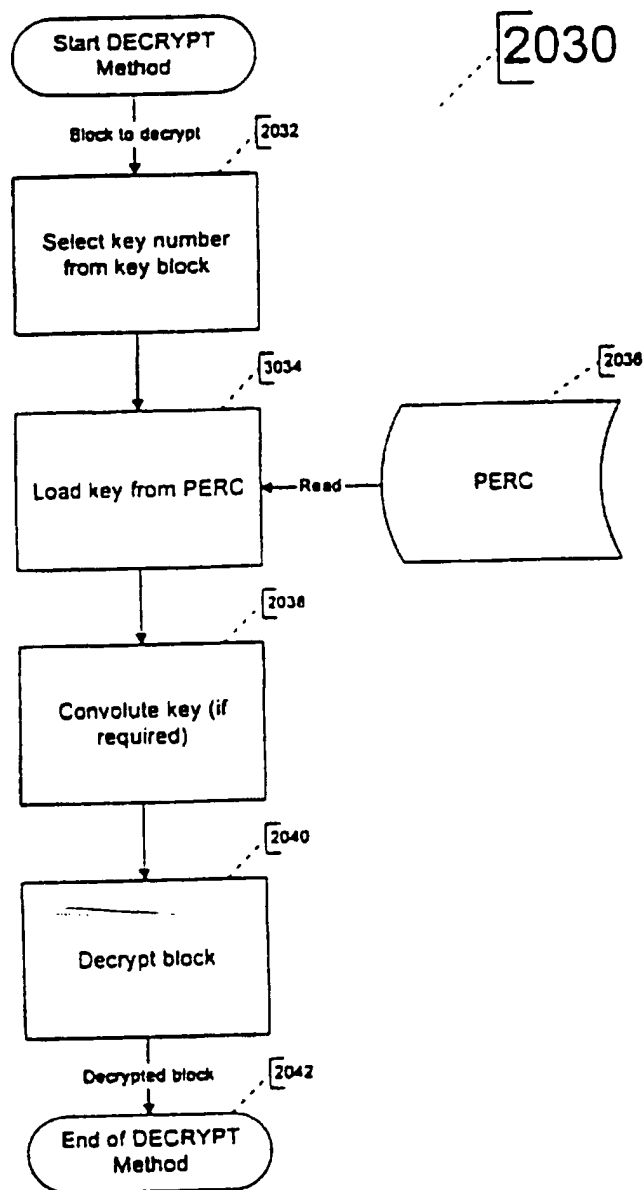 Start DECRYPT
Method
2030
Block to decrypt
2032
Select key number
from key block
3034
2036
Load key from PERC
Read
PERC
2038
Convolute key (if
required)
2040
Decrypt block
Decrypted block
2042
End of DECRYPT
Method